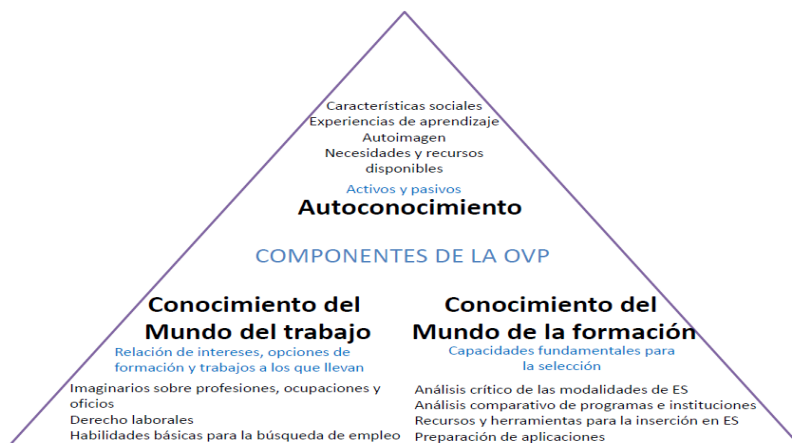 Características sociales
Experiencias de aprendizaje
Autoimagen
Necesidades y recursos
disponibles
Activos y pasivos
Autoconocimiento
COMPONENTES DE LA OVP
Conocimiento del
Mundo del trabajo
Relación de intereses, opciones de
formación y trabajos a los que llevan
Imaginarios sobre profesiones, ocupaciones y
oficios
Derecho laborales
Habilidades básicas para la búsqueda de empleo
Conocimiento del
Mundo de la formación
Capacidades fundamentales para
la selección
Análisis crítico de las modalidades de ES
Análisis comparativo de programas e instituciones
Recursos y herramientas para la inserción en ES
Preparación de aplicaciones